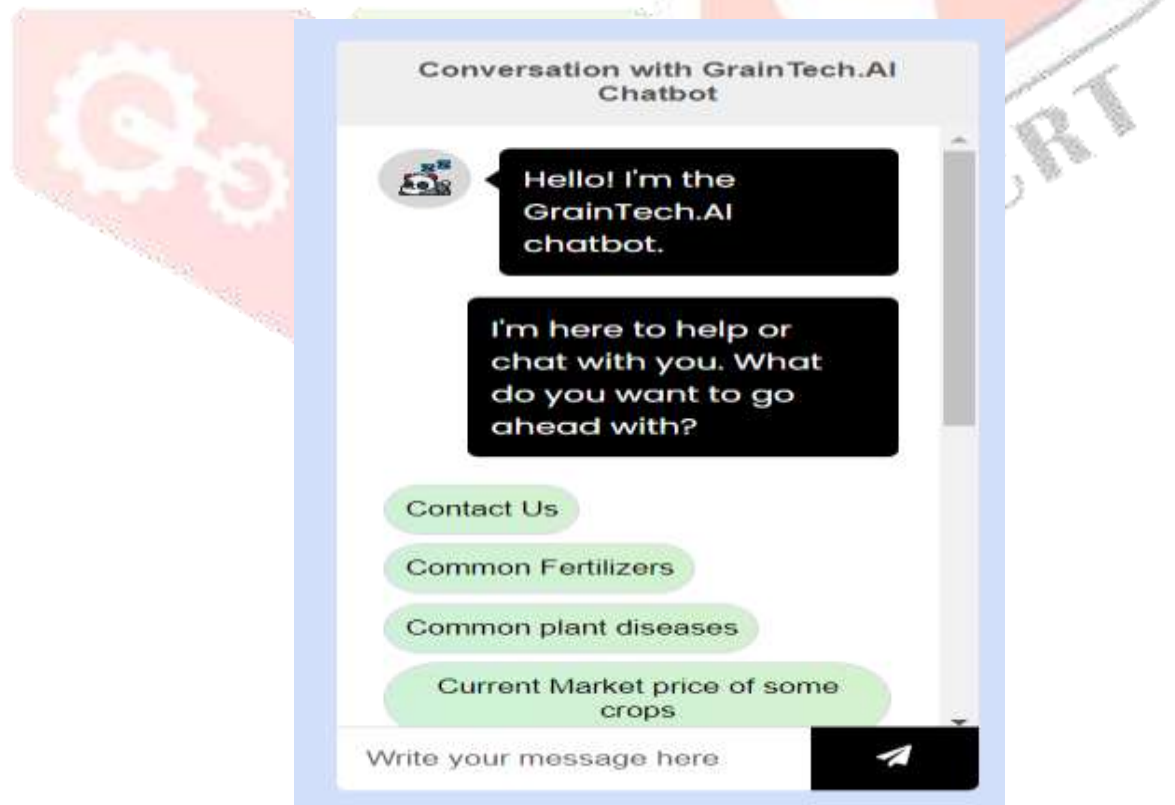 Conversation with GrainTech.AI
Chatbot
Hello! I'm the
GrainTech.AI
chatbot.
I'm here to help or
chat with you. What
do you want to go
ahead with?
Contact Us
Common Fertilizers
Common plant diseases
Current Market price of some
crops
Write your message here